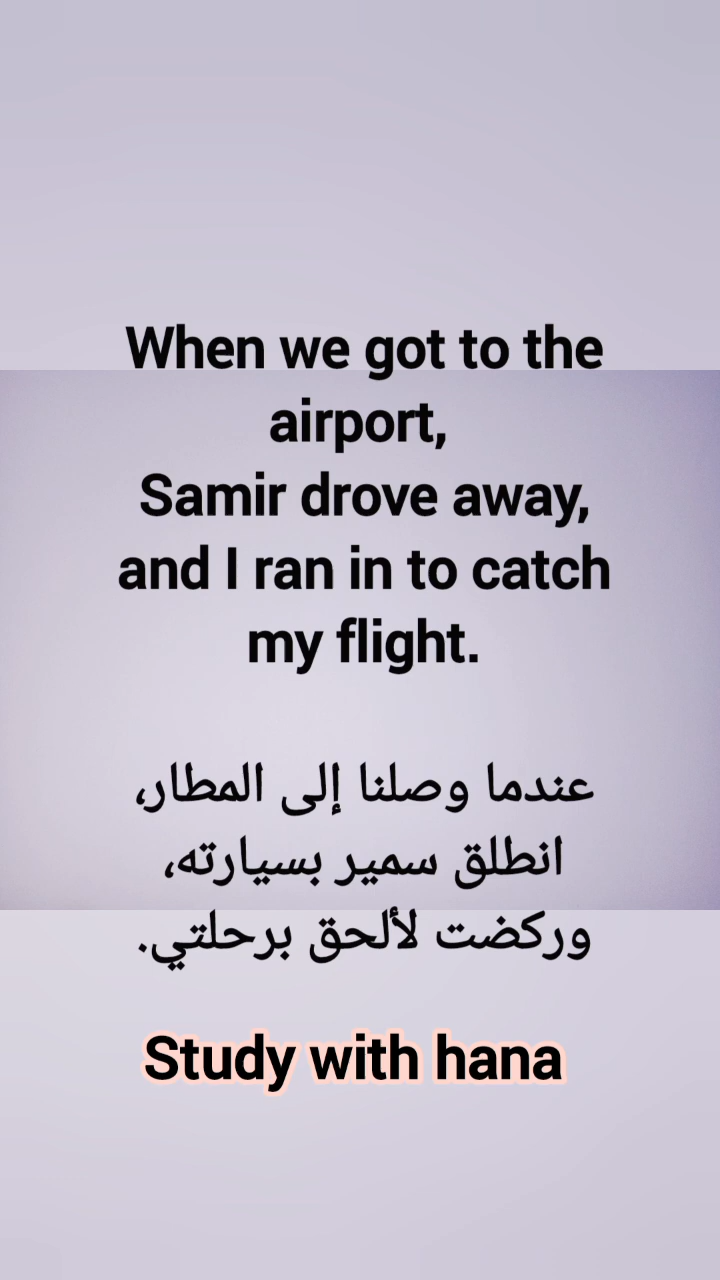 When we got to the
airport,
Samir drove away,
and I ran in to catch
my flight.
عندما وصلنا إلى المطار،
انطلق سمير بسيارته،
وركضت لألحق برحلتي.
Study with hana